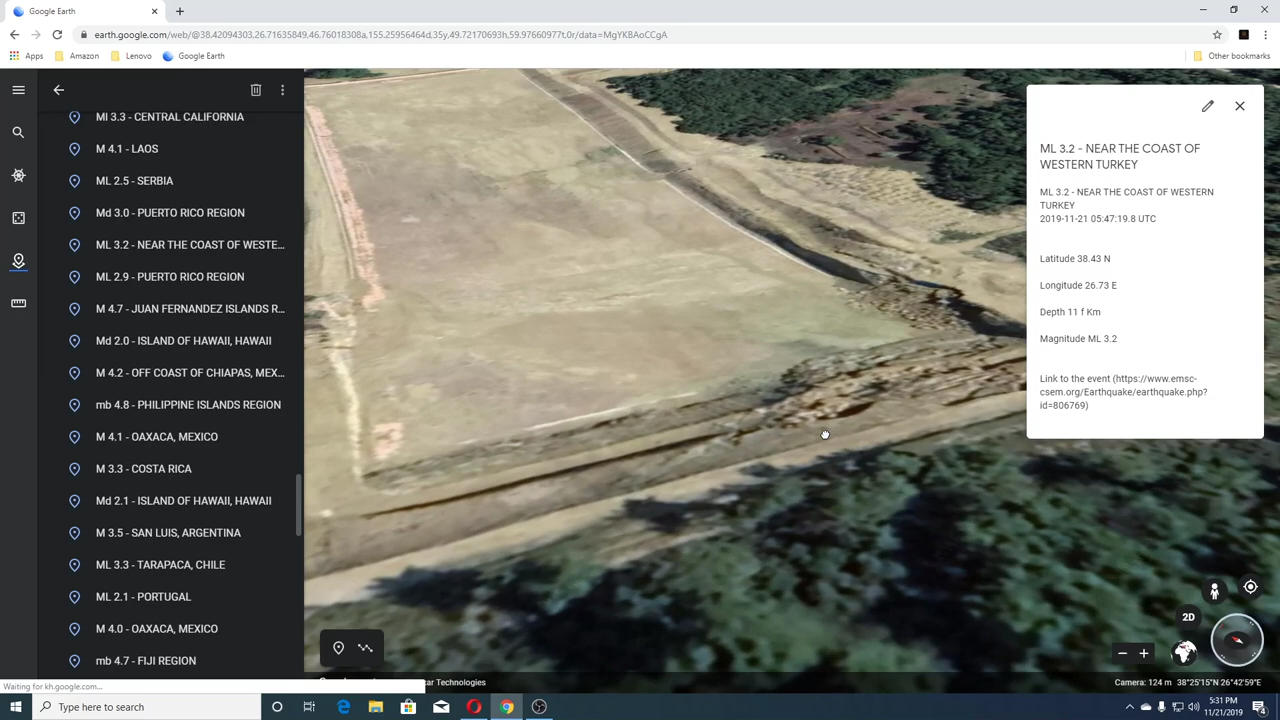 Google Earth
earth.google.com/web/@38.42094303,26.71635849,46.76018308a,155.25956464d,35y,49.72170693h,59.97660977t,0r/data=MgYKBAoCCgA
Apps
Amazon
Lenovo
Google Earth
Other bookmarks
Ml 3.3 - CENTRAL CALIFORNIA
M 4.1 - LAOS
ML 2.5 - SERBIA
Md 3.0 - PUERTO RICO REGION
ML 3.2 - NEAR THE COAST OF WESTE...
ML 2.9 - PUERTO RICO REGION
M 4.7 - JUAN FERNANDEZ ISLANDS R...
Md 2.0 - ISLAND OF HAWAII, HAWAII
M 4.2 - OFF COAST OF CHIAPAS, MEX...
mb 4.8 - PHILIPPINE ISLANDS REGION
M 4.1 - OAXACA, MEXICO
M 3.3 - COSTA RICA
Md 2.1 - ISLAND OF HAWAII, HAWAII
M 3.5 - SAN LUIS, ARGENTINA
ML 3.3 - TARAPACA, CHILE
ML 2.1 - PORTUGAL
M 4.0 - OAXACA, MEXICO
mb 4.7 - FIJI REGION
ML 3.2 - NEAR THE COAST OF
WESTERN TURKEY
ML 3.2 - NEAR THE COAST OF WESTERN
TURKEY
2019-11-21 05:47:19.8 UTC
Latitude 38.43 N
Longitude 26.73 E
Depth 11 f Km
Magnitude ML 3.2
Link to the event (https://www.emsc-
csem.org/Earthquake/earthquake.php?
id=806769)
2D
Waiting for kh.google.com...
Technologies
Camera: 124 m 38°25'15"N 26°42'59"E
Type here to search
5:31 PM
11/21/2019
4